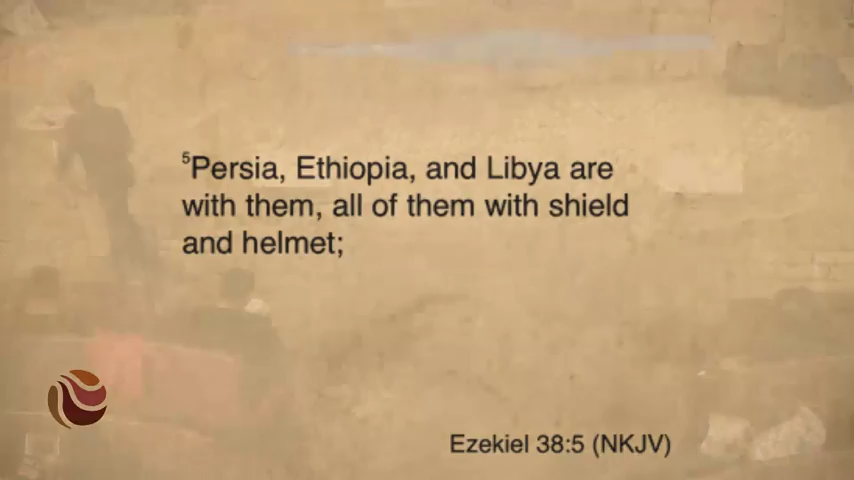 ⁵Persia, Ethiopia, and Libya are
with them, all of them with shield
and helmet;
Ezekiel 38:5 (NKJV)